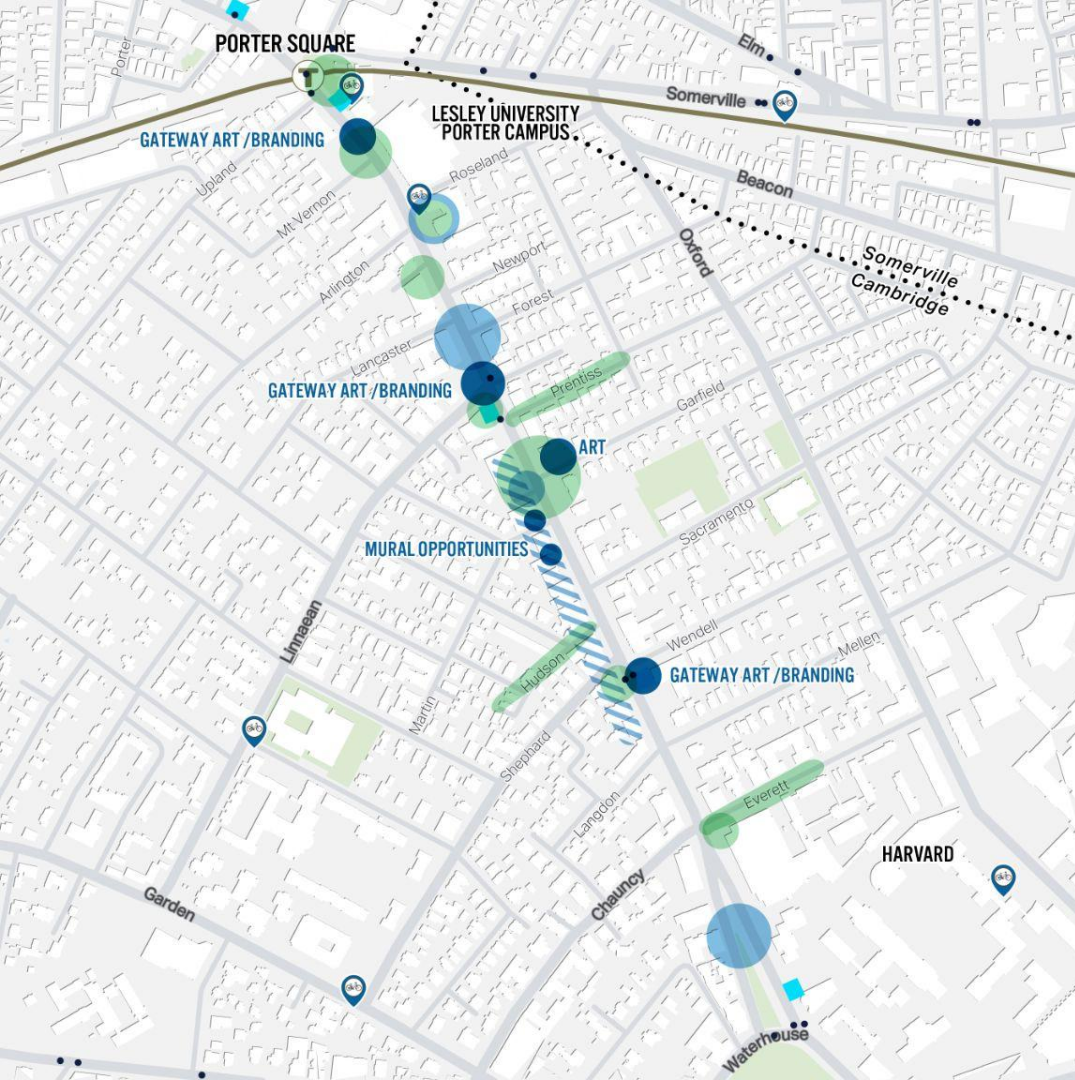 Porter
PORTER SQUARE
Elm
T
Somerville
LESLEY UNIVERSITY
PORTER CAMPUS
GATEWAY ART /BRANDING
Upland
Roseland
Beacon
Mt Vernon
Oxford
Newport
Somerville
Cambridge
Arlington
Forest
Lancaster
GATEWAY ART /BRANDING
Prentiss
Garfield
ART
Sacramento
MURAL OPPORTUNITIES
Linnaean
Wendell
Mellen
Hudson
GATEWAY ART /BRANDING
Martin
Shephard
Everett
Langdon
HARVARD
Chauncy
Garden
Waterhouse